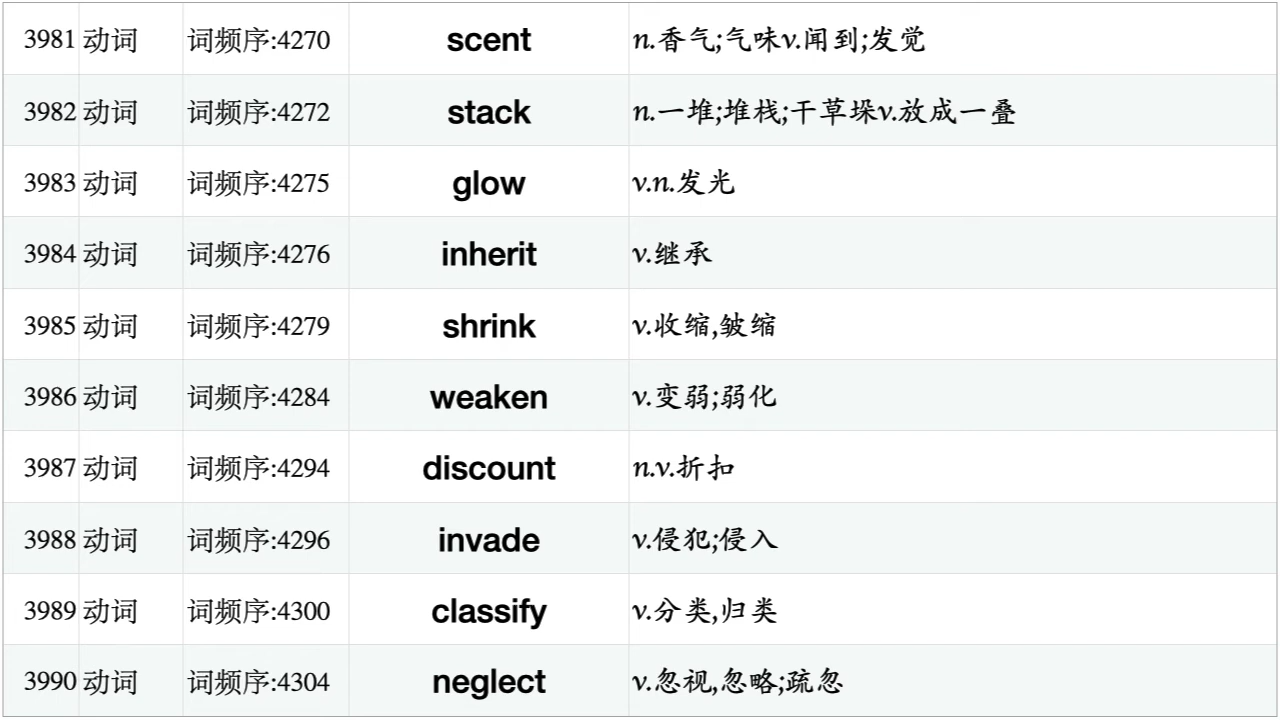 3981 动词 词频序:4270 scent n.香气;气味v.闻到;发觉
3982 动词 词频序:4272 stack n.一堆;堆栈;干草垛v.放成一叠
3983 动词 词频序:4275 glow v.n.发光
3984 动词 词频序:4276 inherit v.继承
3985 动词 词频序:4279 shrink v.收缩,皱缩
3986 动词 词频序:4284 weaken v.变弱;弱化
3987 动词 词频序:4294 discount n.v.折扣
3988 动词 词频序:4296 invade v.侵犯;侵入
3989 动词 词频序:4300 classify v.分类,归类
3990 动词 词频序:4304 neglect v.忽视,忽略;疏忽